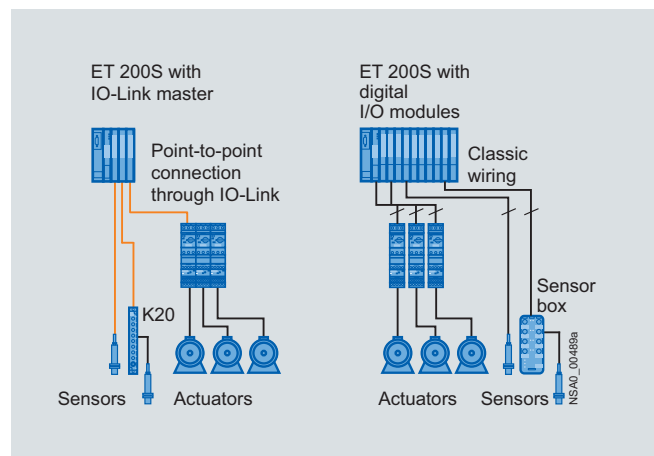 ET 200S with
IO-Link master
Point-to-point
connection
through IO-Link
K20
Sensors
Actuators
ET 200S with
digital
I/O modules
Classic
wiring
Sensor
box
Actuators
Sensors
NSA0_00489a